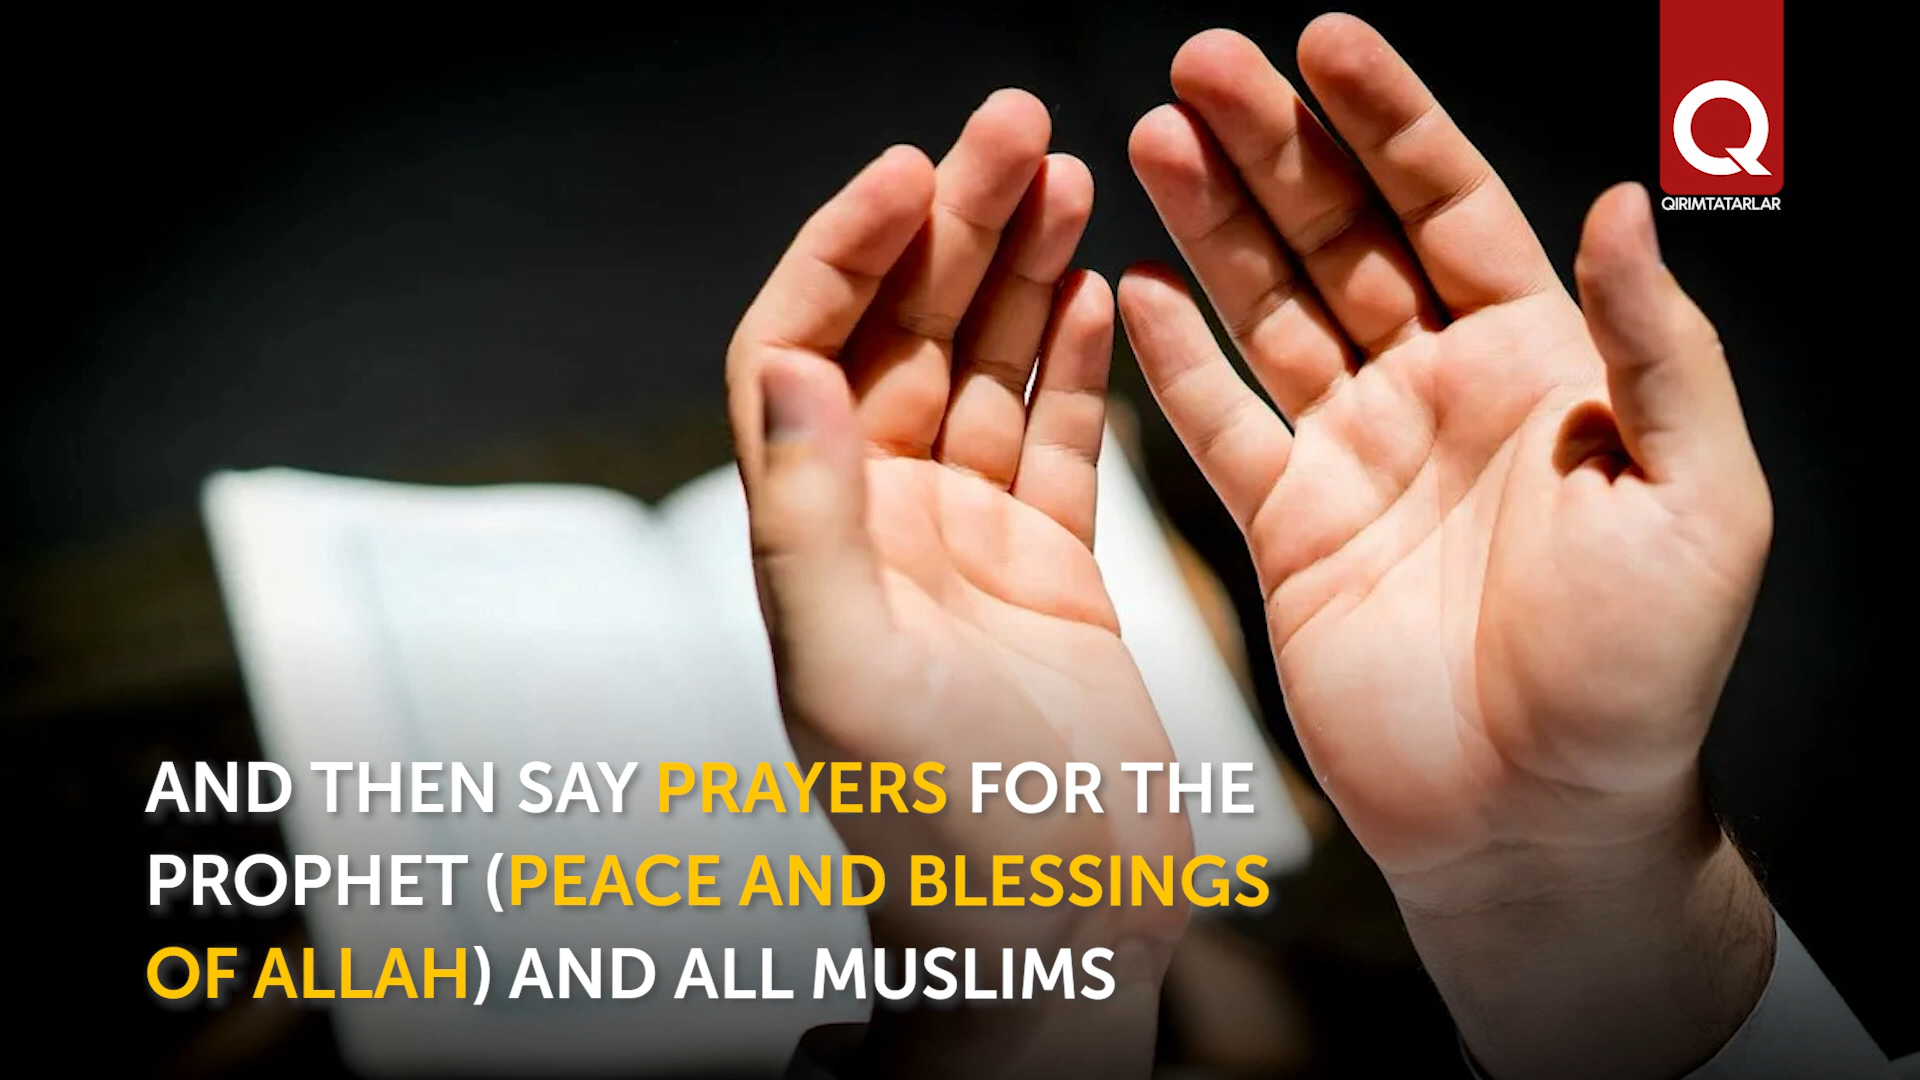 Q
QIRIMTATARLAR
AND THEN SAY PRAYERS FOR THE
PROPHET (PEACE AND BLESSINGS
OF ALLAH) AND ALL MUSLIMS